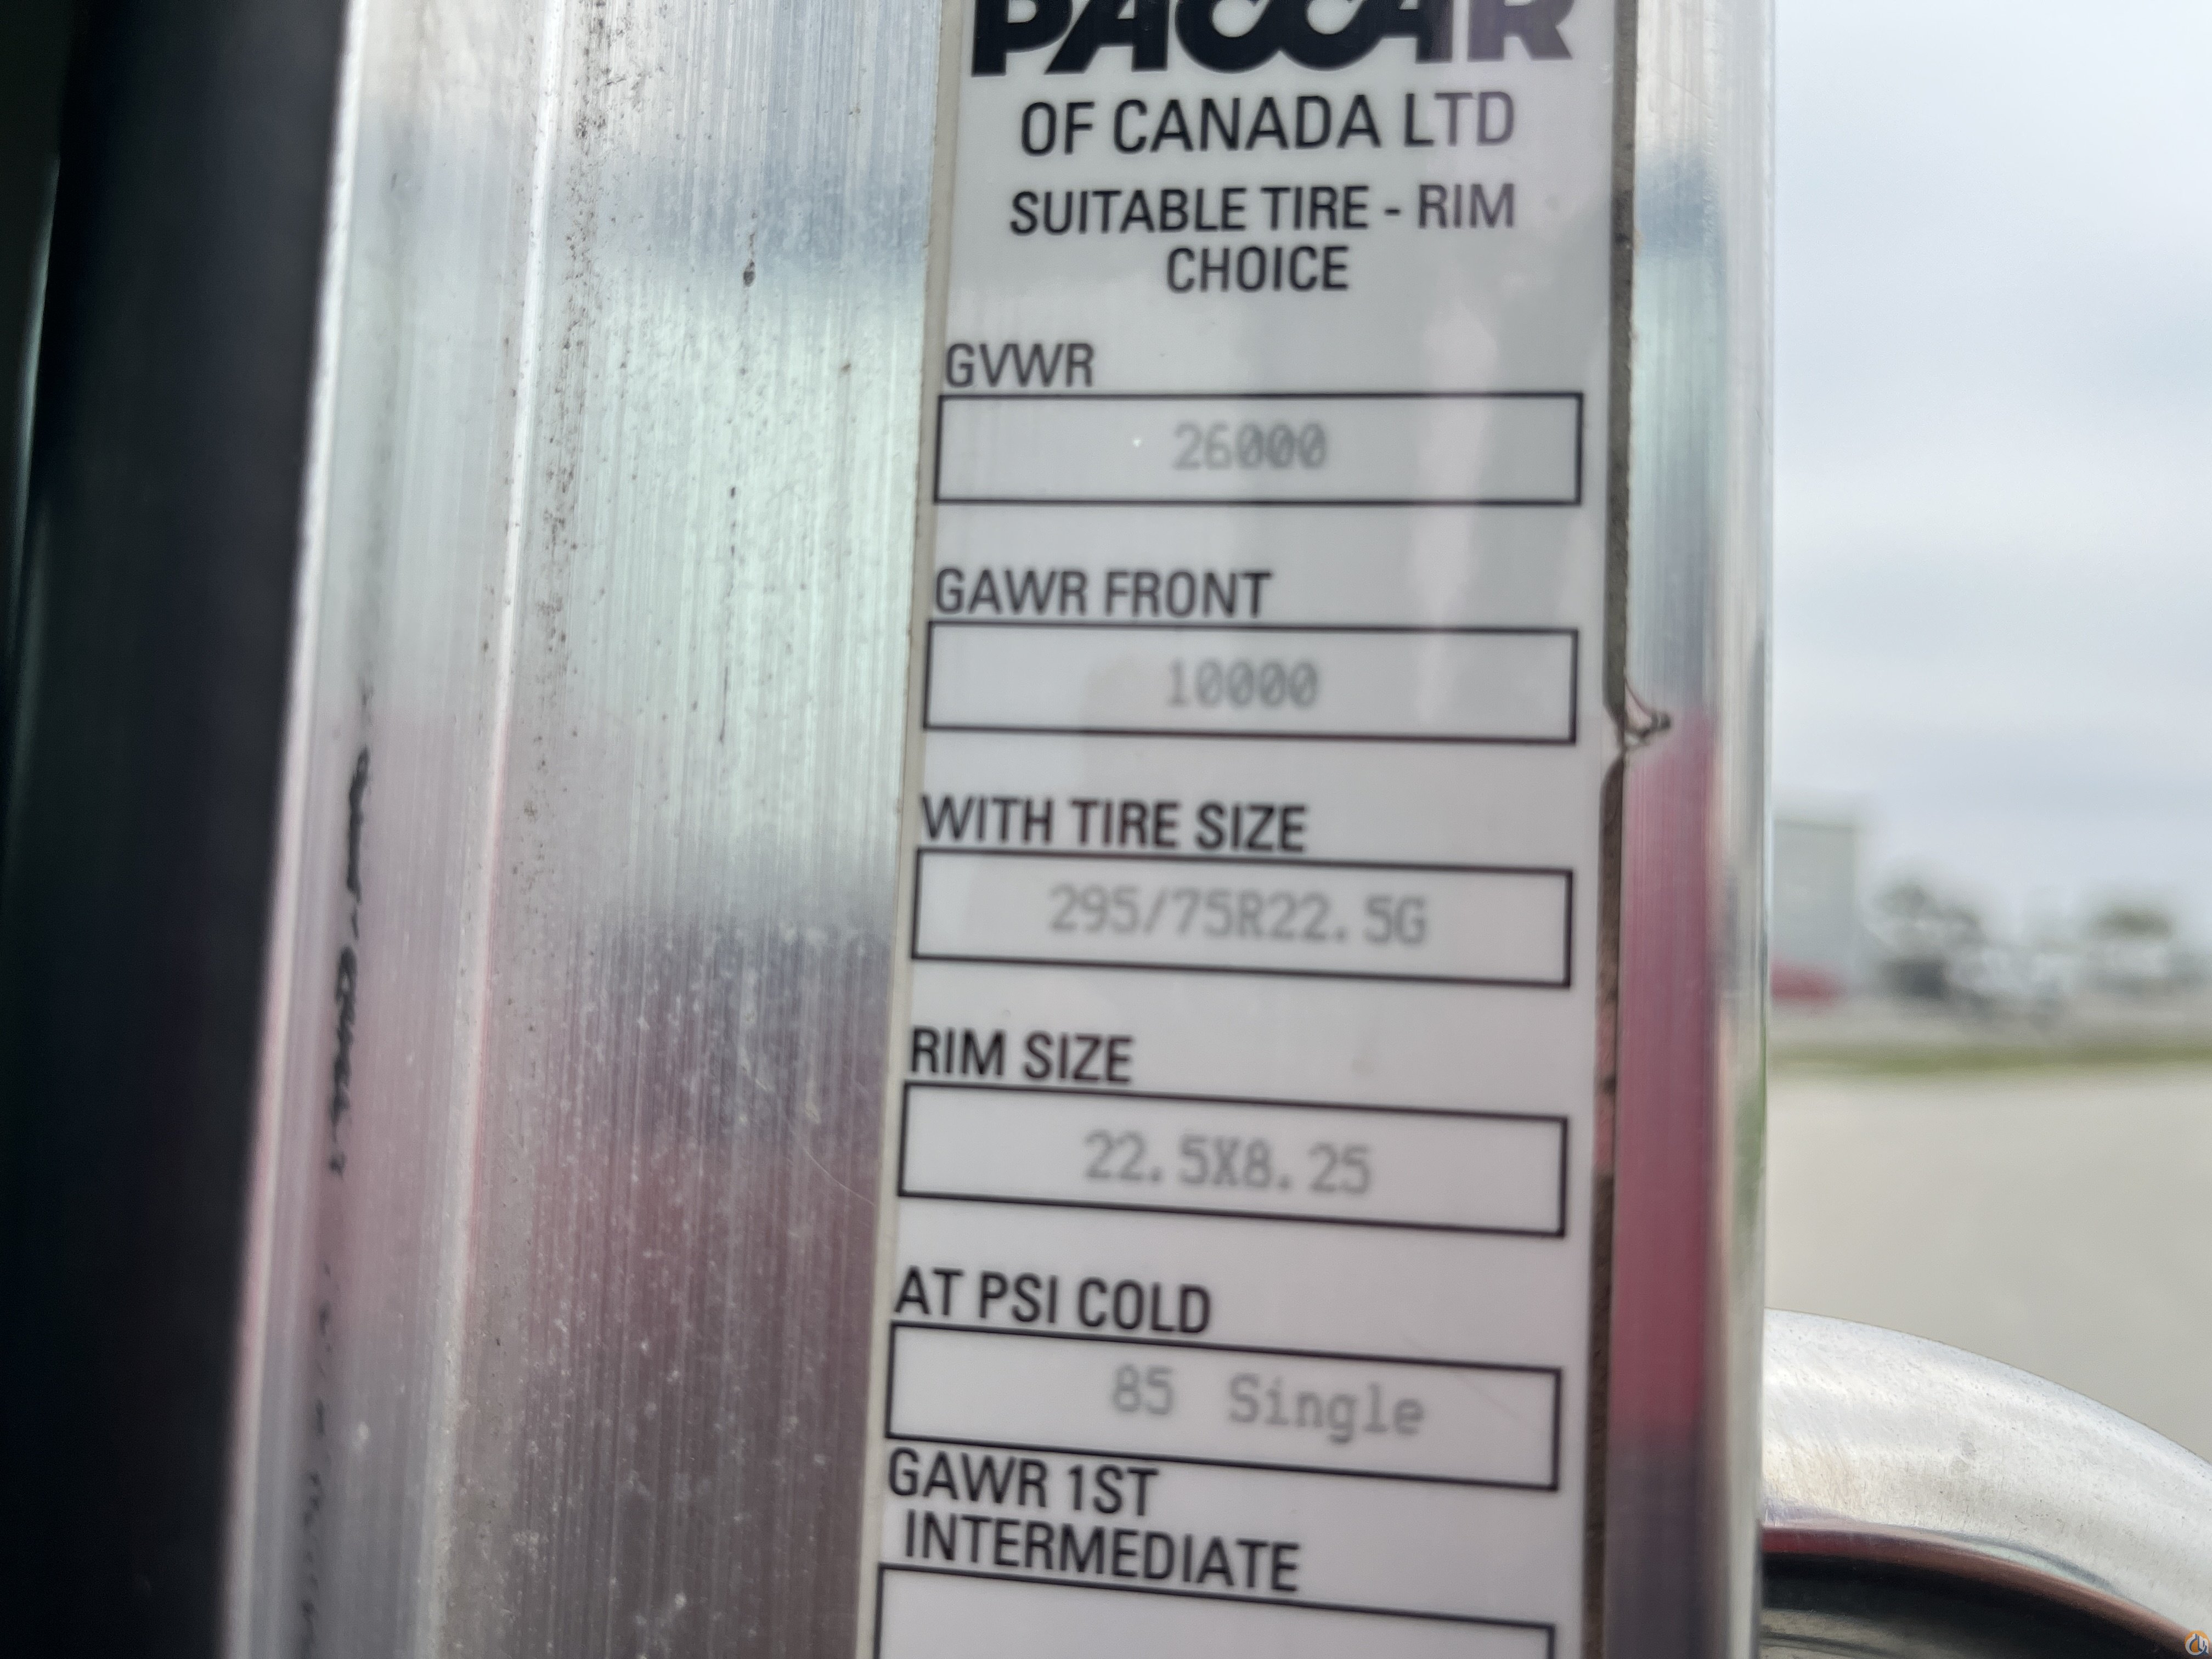 PACCAR
OF CANADA LTD
SUITABLE TIRE - RIM
CHOICE
GVWR
26000
GAWR FRONT
10000
WITH TIRE SIZE
295/75R22.5G
RIM SIZE
22.5X8.25
AT PSI COLD
85 Single
GAWR 1ST
INTERMEDIATE